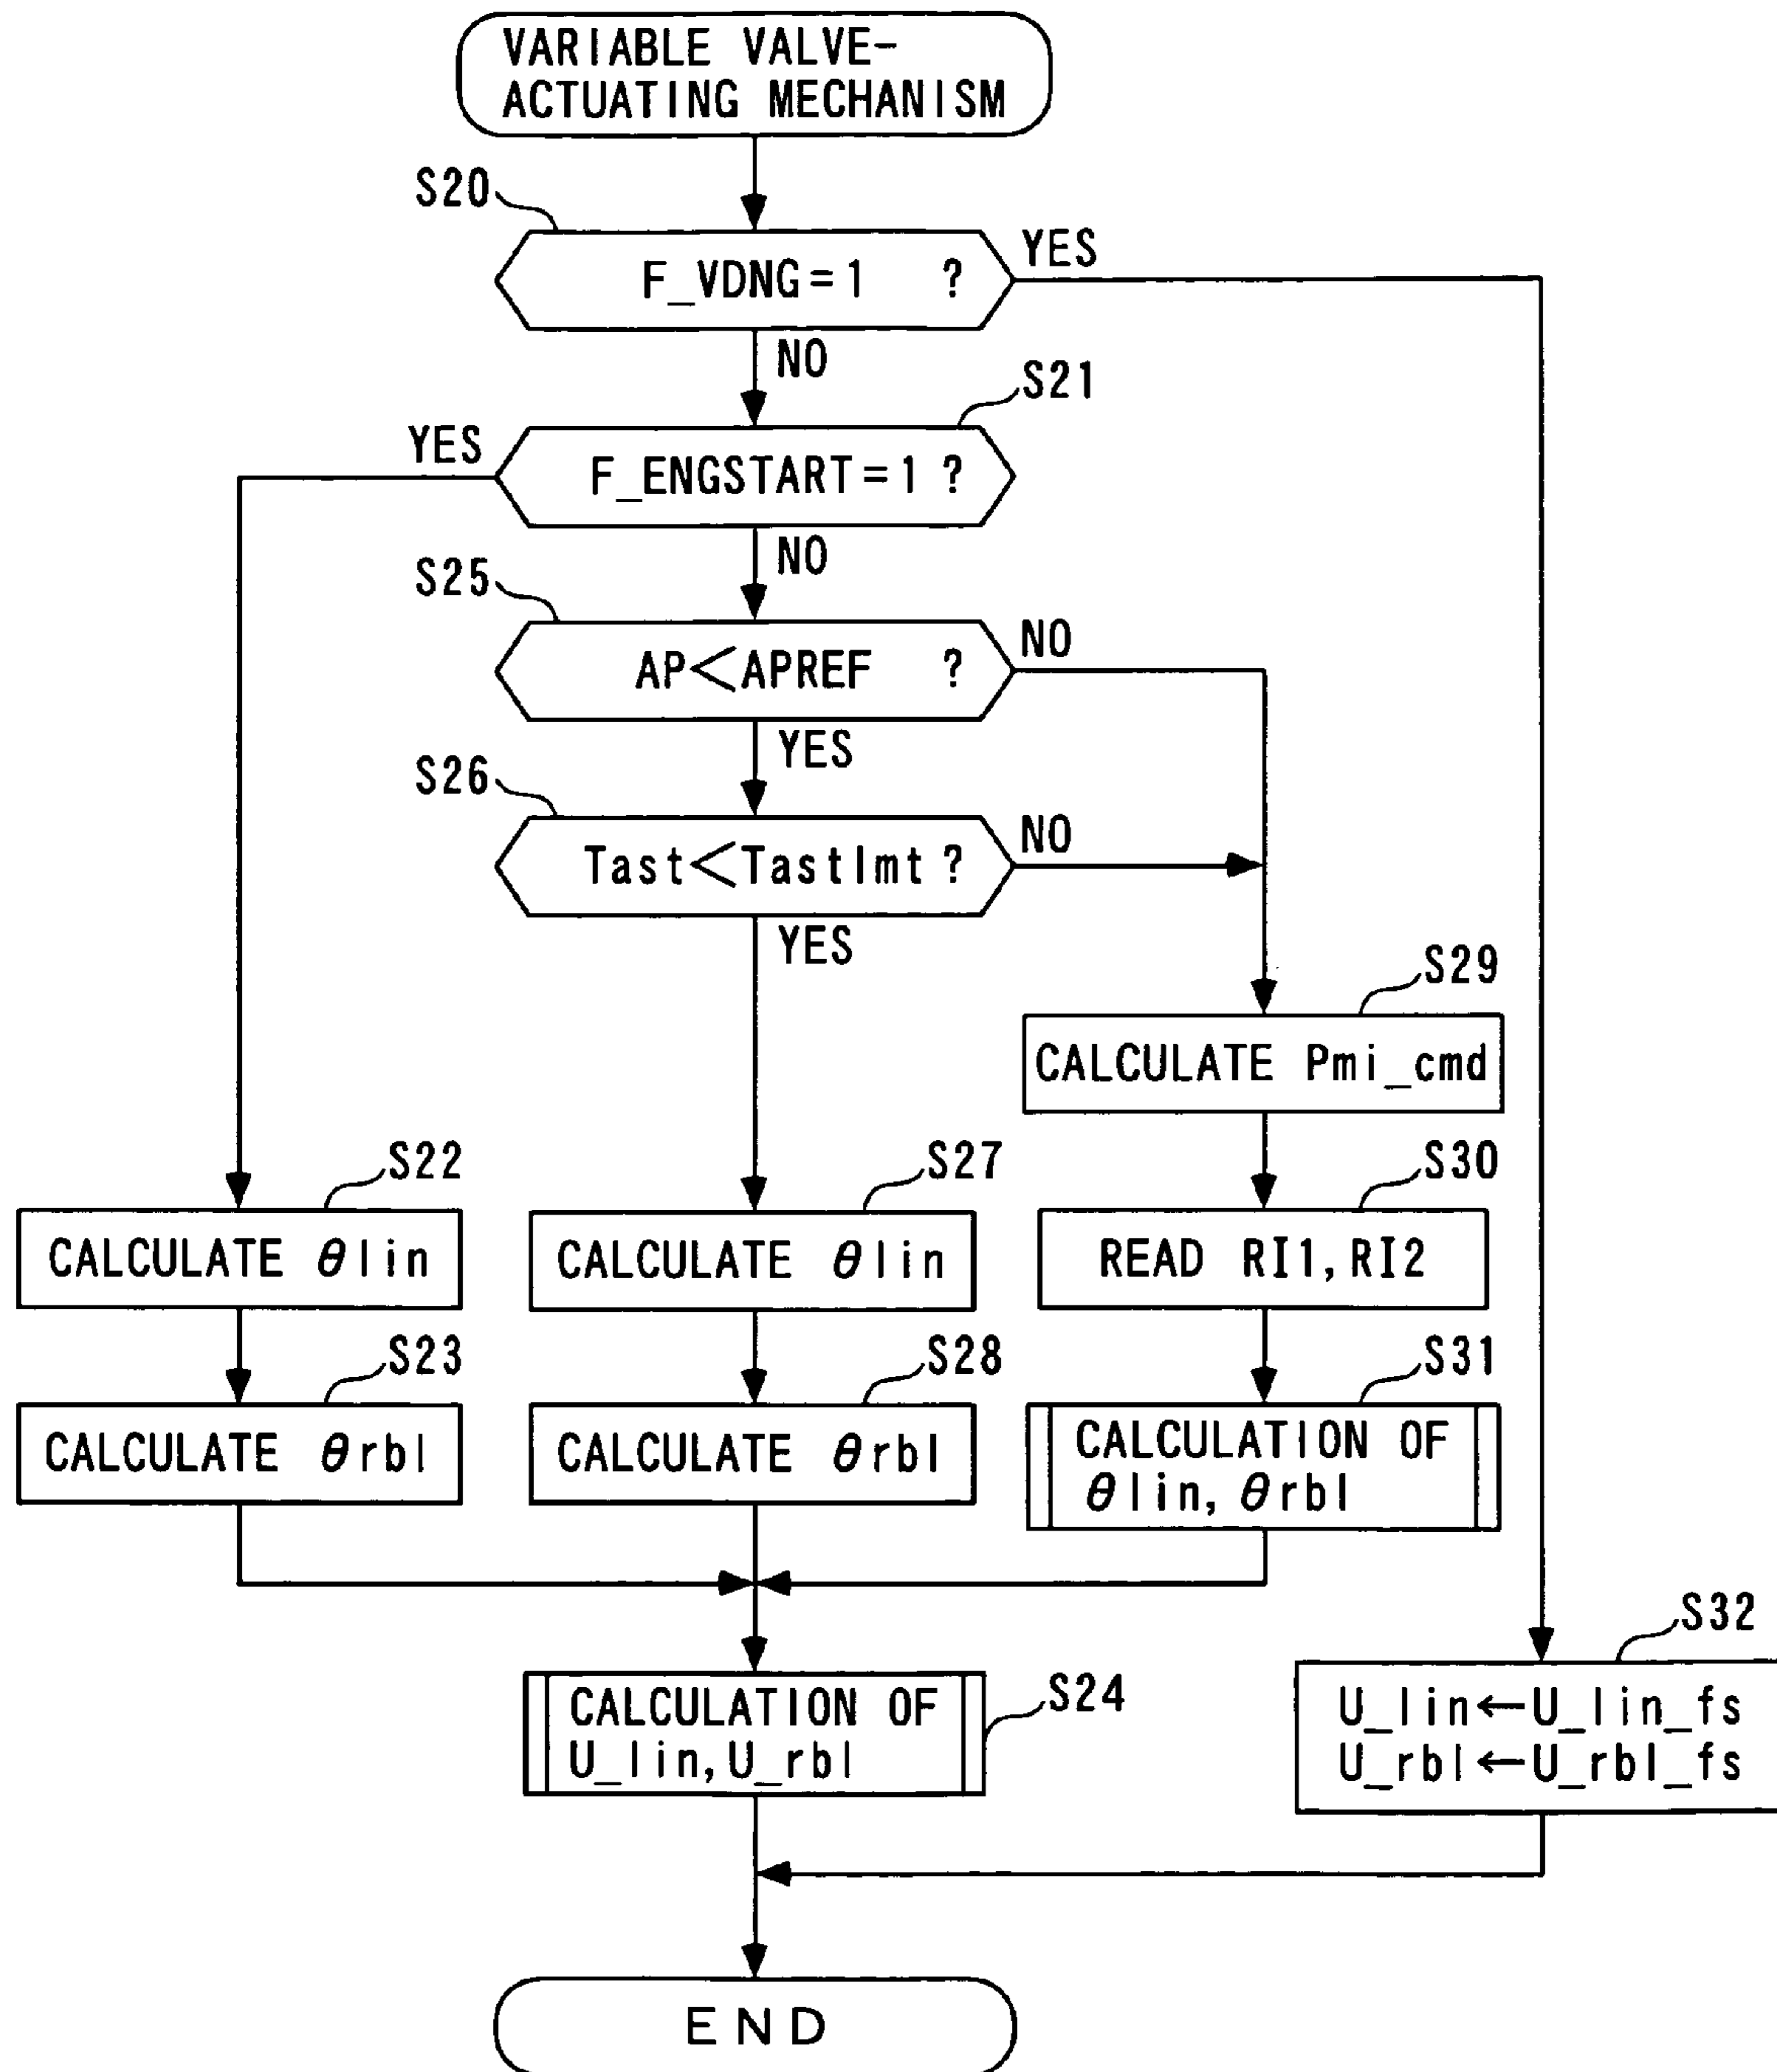 VARIABLE VALVE-
ACTUATING MECHANISM
S20
F_VDNG=1 ?
YES
NO
S21
YES
F_ENGSTART=1 ?
NO
S25
AP<APREF ?
NO
YES
S26
Tast<Tastlmt ?
NO
YES
S29
CALCULATE Pmi_cmd
S22
CALCULATE θlin
S27
CALCULATE θlin
S30
READ RI1,RI2
S23
CALCULATE θrbl
S28
CALCULATE θrbl
S31
CALCULATION OF
θlin, θrbl
S24
CALCULATION OF
U_lin,U_rbl
S32
U_lin←U_lin_fs
U_rbl←U_rbl_fs
END